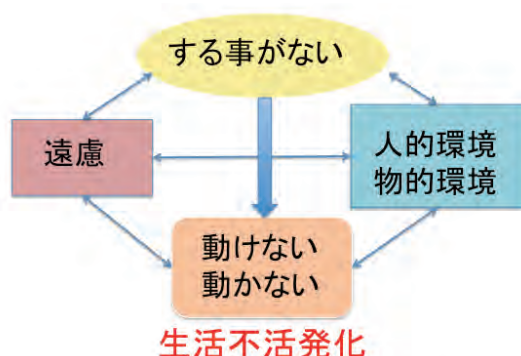 する事がない
遠慮
人的環境
物的環境
動けない
動かない
生活不活発化